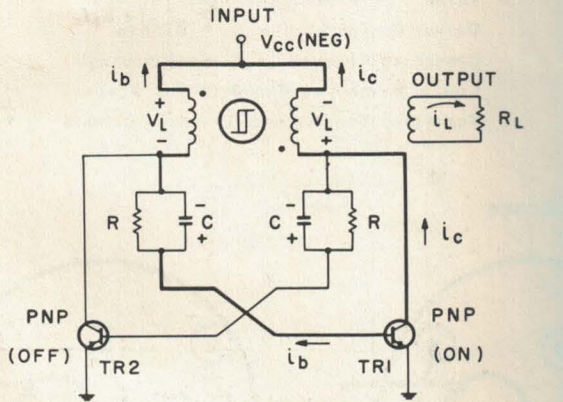 INPUT
VCC(NEG)
ib
ic
OUTPUT
+
VL
−
−
VL
+
iL
RL
R
−
C
+
−
C
+
R
ic
PNP
(OFF)
TR2
ib
PNP
(ON)
TR1